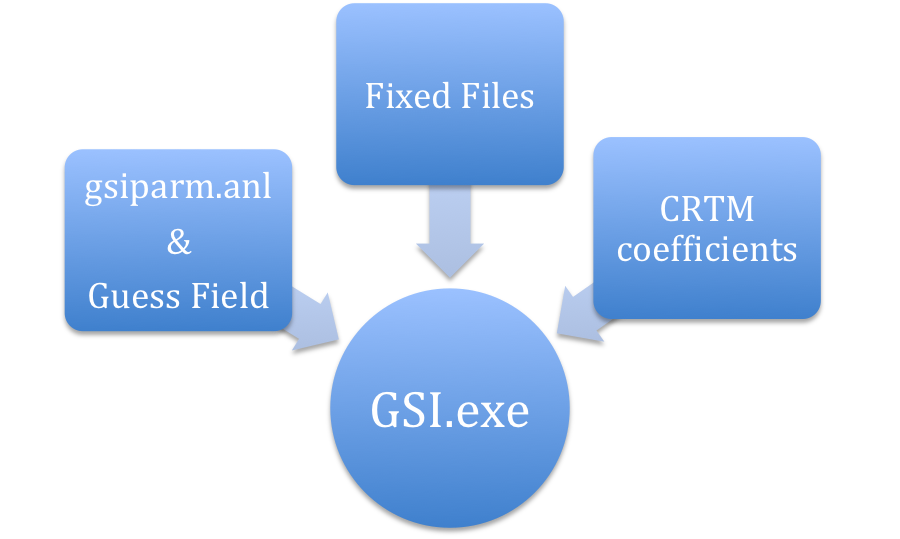 Fixed Files
gsiparm.anl
&
Guess Field
CRTM
coefficients
GSI.exe